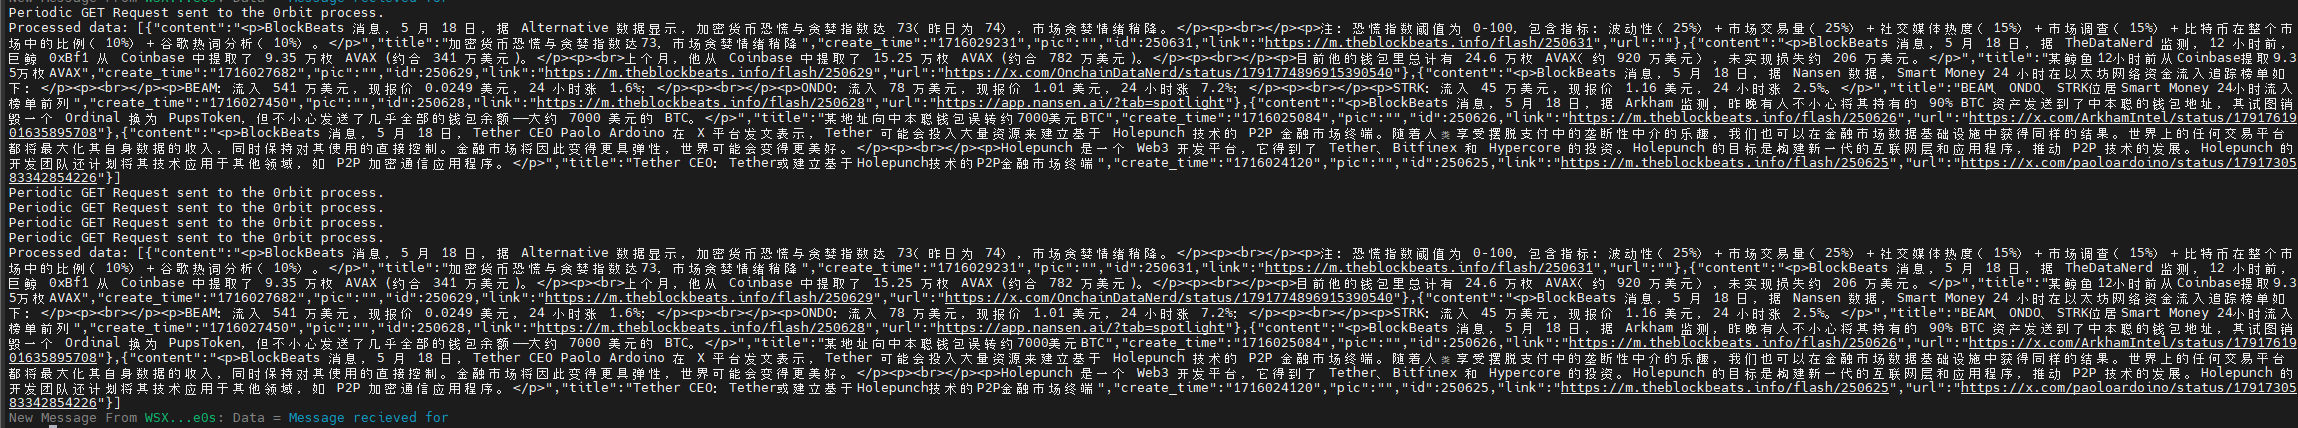 New Message From WSX...e0s: Data = Message recieved for
Periodic GET Request sent to the 0rbit process.
Processed data: [{"content":"<p>BlockBeats 消息，5 月 18 日，据 Alternative 数据显示，加密货币恐慌与贪婪指数达 73（昨日为 74），市场贪婪情绪稍降。</p><p><br></p><p>注：恐慌指数阈值为 0-100，包含指标：波动性（25%）+市场交易量（25%）+社交媒体热度（15%）+市场调查（15%）+比特币在整个市
场中的比例（10%）+谷歌热词分析（10%）。</p>","title":"加密货币恐慌与贪婪指数达73，市场贪婪情绪稍降","create_time":"1716029231","pic":"","id":250631,"link":"https://m.theblockbeats.info/flash/250631","url":""},{"content":"<p>BlockBeats 消息，5 月 18 日，据 TheDataNerd 监测，12 小时前，
巨鲸 0xBf1 从 Coinbase 中提取了 9.35 万枚 AVAX（约合 341 万美元）。</p><p><br></p><p>上个月，他从 Coinbase 中提取了 15.25 万枚 AVAX（约合 782 万美元）。</p><p><br></p><p>目前他的钱包里总计有 24.6 万枚 AVAX（约 920 万美元），未实现损失约 206 万美元。</p>","title":"某鲸鱼12小时前从Coinbase提取9.3
5万枚AVAX","create_time":"1716027682","pic":"","id":250629,"link":"https://m.theblockbeats.info/flash/250629","url":"https://x.com/OnchainDataNerd/status/1791774896915390540"},{"content":"<p>BlockBeats 消息，5 月 18 日，据 Nansen 数据，Smart Money 24 小时在以太坊网络资金流入追踪榜单如
下：</p><p><br></p><p>BEAM：流入 541 万美元，现报价 0.0249 美元，24 小时涨 1.6%；</p><p><br></p><p>ONDO：流入 78 万美元，现报价 1.01 美元，24 小时涨 7.2%；</p><p><br></p><p>STRK：流入 45 万美元，现报价 1.16 美元，24 小时涨 2.5%。</p>","title":"BEAM、ONDO、STRK位居Smart Money 24小时流入
榜单前列","create_time":"1716027450","pic":"","id":250628,"link":"https://m.theblockbeats.info/flash/250628","url":"https://app.nansen.ai/?tab=spotlight"},{"content":"<p>BlockBeats 消息，5 月 18 日，据 Arkham 监测，昨晚有人不小心将其持有的 90% BTC 资产发送到了中本聪的钱包地址，其试图销
毁一个 Ordinal 换为 PupsToken，但不小心发送了几乎全部的钱包余额—大约 7000 美元的 BTC。</p>","title":"某地址向中本聪钱包误转约7000美元BTC","create_time":"1716025084","pic":"","id":250626,"link":"https://m.theblockbeats.info/flash/250626","url":"https://x.com/ArkhamIntel/status/17917619
01635895708"},{"content":"<p>BlockBeats 消息，5 月 18 日，Tether CEO Paolo Ardoino 在 X 平台发文表示，Tether 可能会投入大量资源来建立基于 Holepunch 技术的 P2P 金融市场终端。随着人类享受摆脱支付中的垄断性中介的乐趣，我们也可以在金融市场数据基础设施中获得同样的结果。世界上的任何交易平台
都将最大化其自身数据的收入，同时保持对其使用的直接控制。金融市场将因此变得更具弹性，世界可能会变得更美好。</p><p><br></p><p>Holepunch 是一个 Web3 开发平台，它得到了 Tether、Bitfinex 和 Hypercore 的投资。Holepunch 的目标是构建新一代的互联网层和应用程序，推动 P2P 技术的发展。Holepunch 的
开发团队还计划将其技术应用于其他领域，如 P2P 加密通信应用程序。</p>","title":"Tether CEO：Tether或建立基于Holepunch技术的P2P金融市场终端","create_time":"1716024120","pic":"","id":250625,"link":"https://m.theblockbeats.info/flash/250625","url":"https://x.com/paoloardoino/status/17917305
83342854226"}]
Periodic GET Request sent to the 0rbit process.
Periodic GET Request sent to the 0rbit process.
Periodic GET Request sent to the 0rbit process.
Periodic GET Request sent to the 0rbit process.
Processed data: [{"content":"<p>BlockBeats 消息，5 月 18 日，据 Alternative 数据显示，加密货币恐慌与贪婪指数达 73（昨日为 74），市场贪婪情绪稍降。</p><p><br></p><p>注：恐慌指数阈值为 0-100，包含指标：波动性（25%）+市场交易量（25%）+社交媒体热度（15%）+市场调查（15%）+比特币在整个市
场中的比例（10%）+谷歌热词分析（10%）。</p>","title":"加密货币恐慌与贪婪指数达73，市场贪婪情绪稍降","create_time":"1716029231","pic":"","id":250631,"link":"https://m.theblockbeats.info/flash/250631","url":""},{"content":"<p>BlockBeats 消息，5 月 18 日，据 TheDataNerd 监测，12 小时前，
巨鲸 0xBf1 从 Coinbase 中提取了 9.35 万枚 AVAX（约合 341 万美元）。</p><p><br></p><p>上个月，他从 Coinbase 中提取了 15.25 万枚 AVAX（约合 782 万美元）。</p><p><br></p><p>目前他的钱包里总计有 24.6 万枚 AVAX（约 920 万美元），未实现损失约 206 万美元。</p>","title":"某鲸鱼12小时前从Coinbase提取9.3
5万枚AVAX","create_time":"1716027682","pic":"","id":250629,"link":"https://m.theblockbeats.info/flash/250629","url":"https://x.com/OnchainDataNerd/status/1791774896915390540"},{"content":"<p>BlockBeats 消息，5 月 18 日，据 Nansen 数据，Smart Money 24 小时在以太坊网络资金流入追踪榜单如
下：</p><p><br></p><p>BEAM：流入 541 万美元，现报价 0.0249 美元，24 小时涨 1.6%；</p><p><br></p><p>ONDO：流入 78 万美元，现报价 1.01 美元，24 小时涨 7.2%；</p><p><br></p><p>STRK：流入 45 万美元，现报价 1.16 美元，24 小时涨 2.5%。</p>","title":"BEAM、ONDO、STRK位居Smart Money 24小时流入
榜单前列","create_time":"1716027450","pic":"","id":250628,"link":"https://m.theblockbeats.info/flash/250628","url":"https://app.nansen.ai/?tab=spotlight"},{"content":"<p>BlockBeats 消息，5 月 18 日，据 Arkham 监测，昨晚有人不小心将其持有的 90% BTC 资产发送到了中本聪的钱包地址，其试图销
毁一个 Ordinal 换为 PupsToken，但不小心发送了几乎全部的钱包余额—大约 7000 美元的 BTC。</p>","title":"某地址向中本聪钱包误转约7000美元BTC","create_time":"1716025084","pic":"","id":250626,"link":"https://m.theblockbeats.info/flash/250626","url":"https://x.com/ArkhamIntel/status/17917619
01635895708"},{"content":"<p>BlockBeats 消息，5 月 18 日，Tether CEO Paolo Ardoino 在 X 平台发文表示，Tether 可能会投入大量资源来建立基于 Holepunch 技术的 P2P 金融市场终端。随着人类享受摆脱支付中的垄断性中介的乐趣，我们也可以在金融市场数据基础设施中获得同样的结果。世界上的任何交易平台
都将最大化其自身数据的收入，同时保持对其使用的直接控制。金融市场将因此变得更具弹性，世界可能会变得更美好。</p><p><br></p><p>Holepunch 是一个 Web3 开发平台，它得到了 Tether、Bitfinex 和 Hypercore 的投资。Holepunch 的目标是构建新一代的互联网层和应用程序，推动 P2P 技术的发展。Holepunch 的
开发团队还计划将其技术应用于其他领域，如 P2P 加密通信应用程序。</p>","title":"Tether CEO：Tether或建立基于Holepunch技术的P2P金融市场终端","create_time":"1716024120","pic":"","id":250625,"link":"https://m.theblockbeats.info/flash/250625","url":"https://x.com/paoloardoino/status/17917305
83342854226"}]
New Message From WSX...e0s: Data = Message recieved for